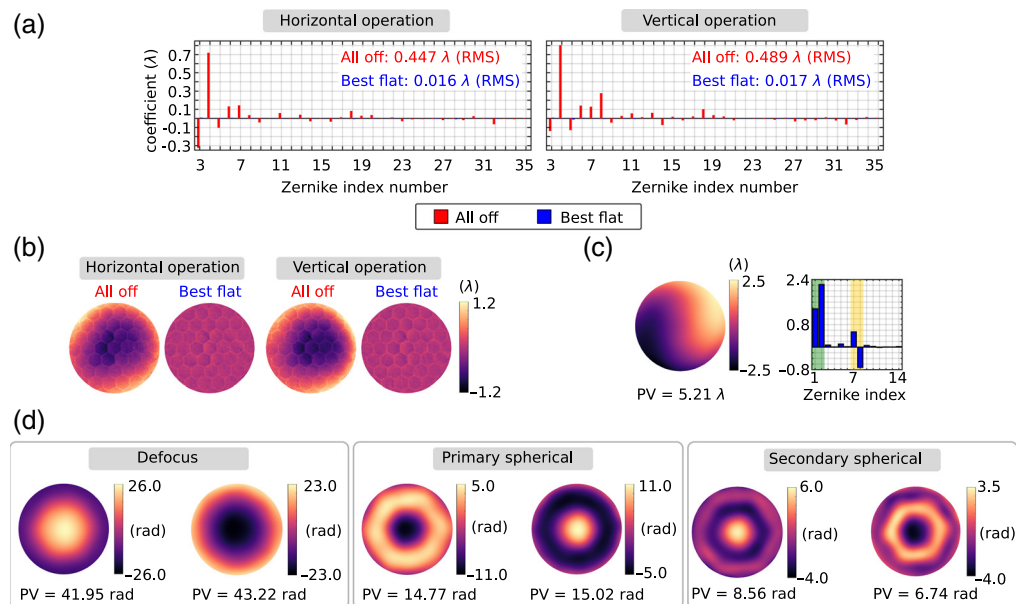 (a)
Horizontal operation
Vertical operation
coefficient (λ)
0.7
0.5
0.3
0.1
−0.1
−0.3
All off: 0.447 λ (RMS)
Best flat: 0.016 λ (RMS)
All off: 0.489 λ (RMS)
Best flat: 0.017 λ (RMS)
3 7 11 15 19 23 27 31 35
3 7 11 15 19 23 27 31 35
Zernike index number
Zernike index number
All off Best flat
(b)
Horizontal operation
Vertical operation
All off Best flat All off Best flat
(λ)
1.2
−1.2
(c)
(λ)
2.5
−2.5
PV = 5.21 λ
2.4
0.8
−0.8
1 7 14
Zernike index
(d)
Defocus
26.0
(rad)
−26.0
PV = 41.95 rad
23.0
(rad)
−23.0
PV = 43.22 rad
Primary spherical
5.0
(rad)
−11.0
PV = 14.77 rad
11.0
(rad)
−5.0
PV = 15.02 rad
Secondary spherical
6.0
(rad)
−4.0
PV = 8.56 rad
3.5
(rad)
−4.0
PV = 6.74 rad